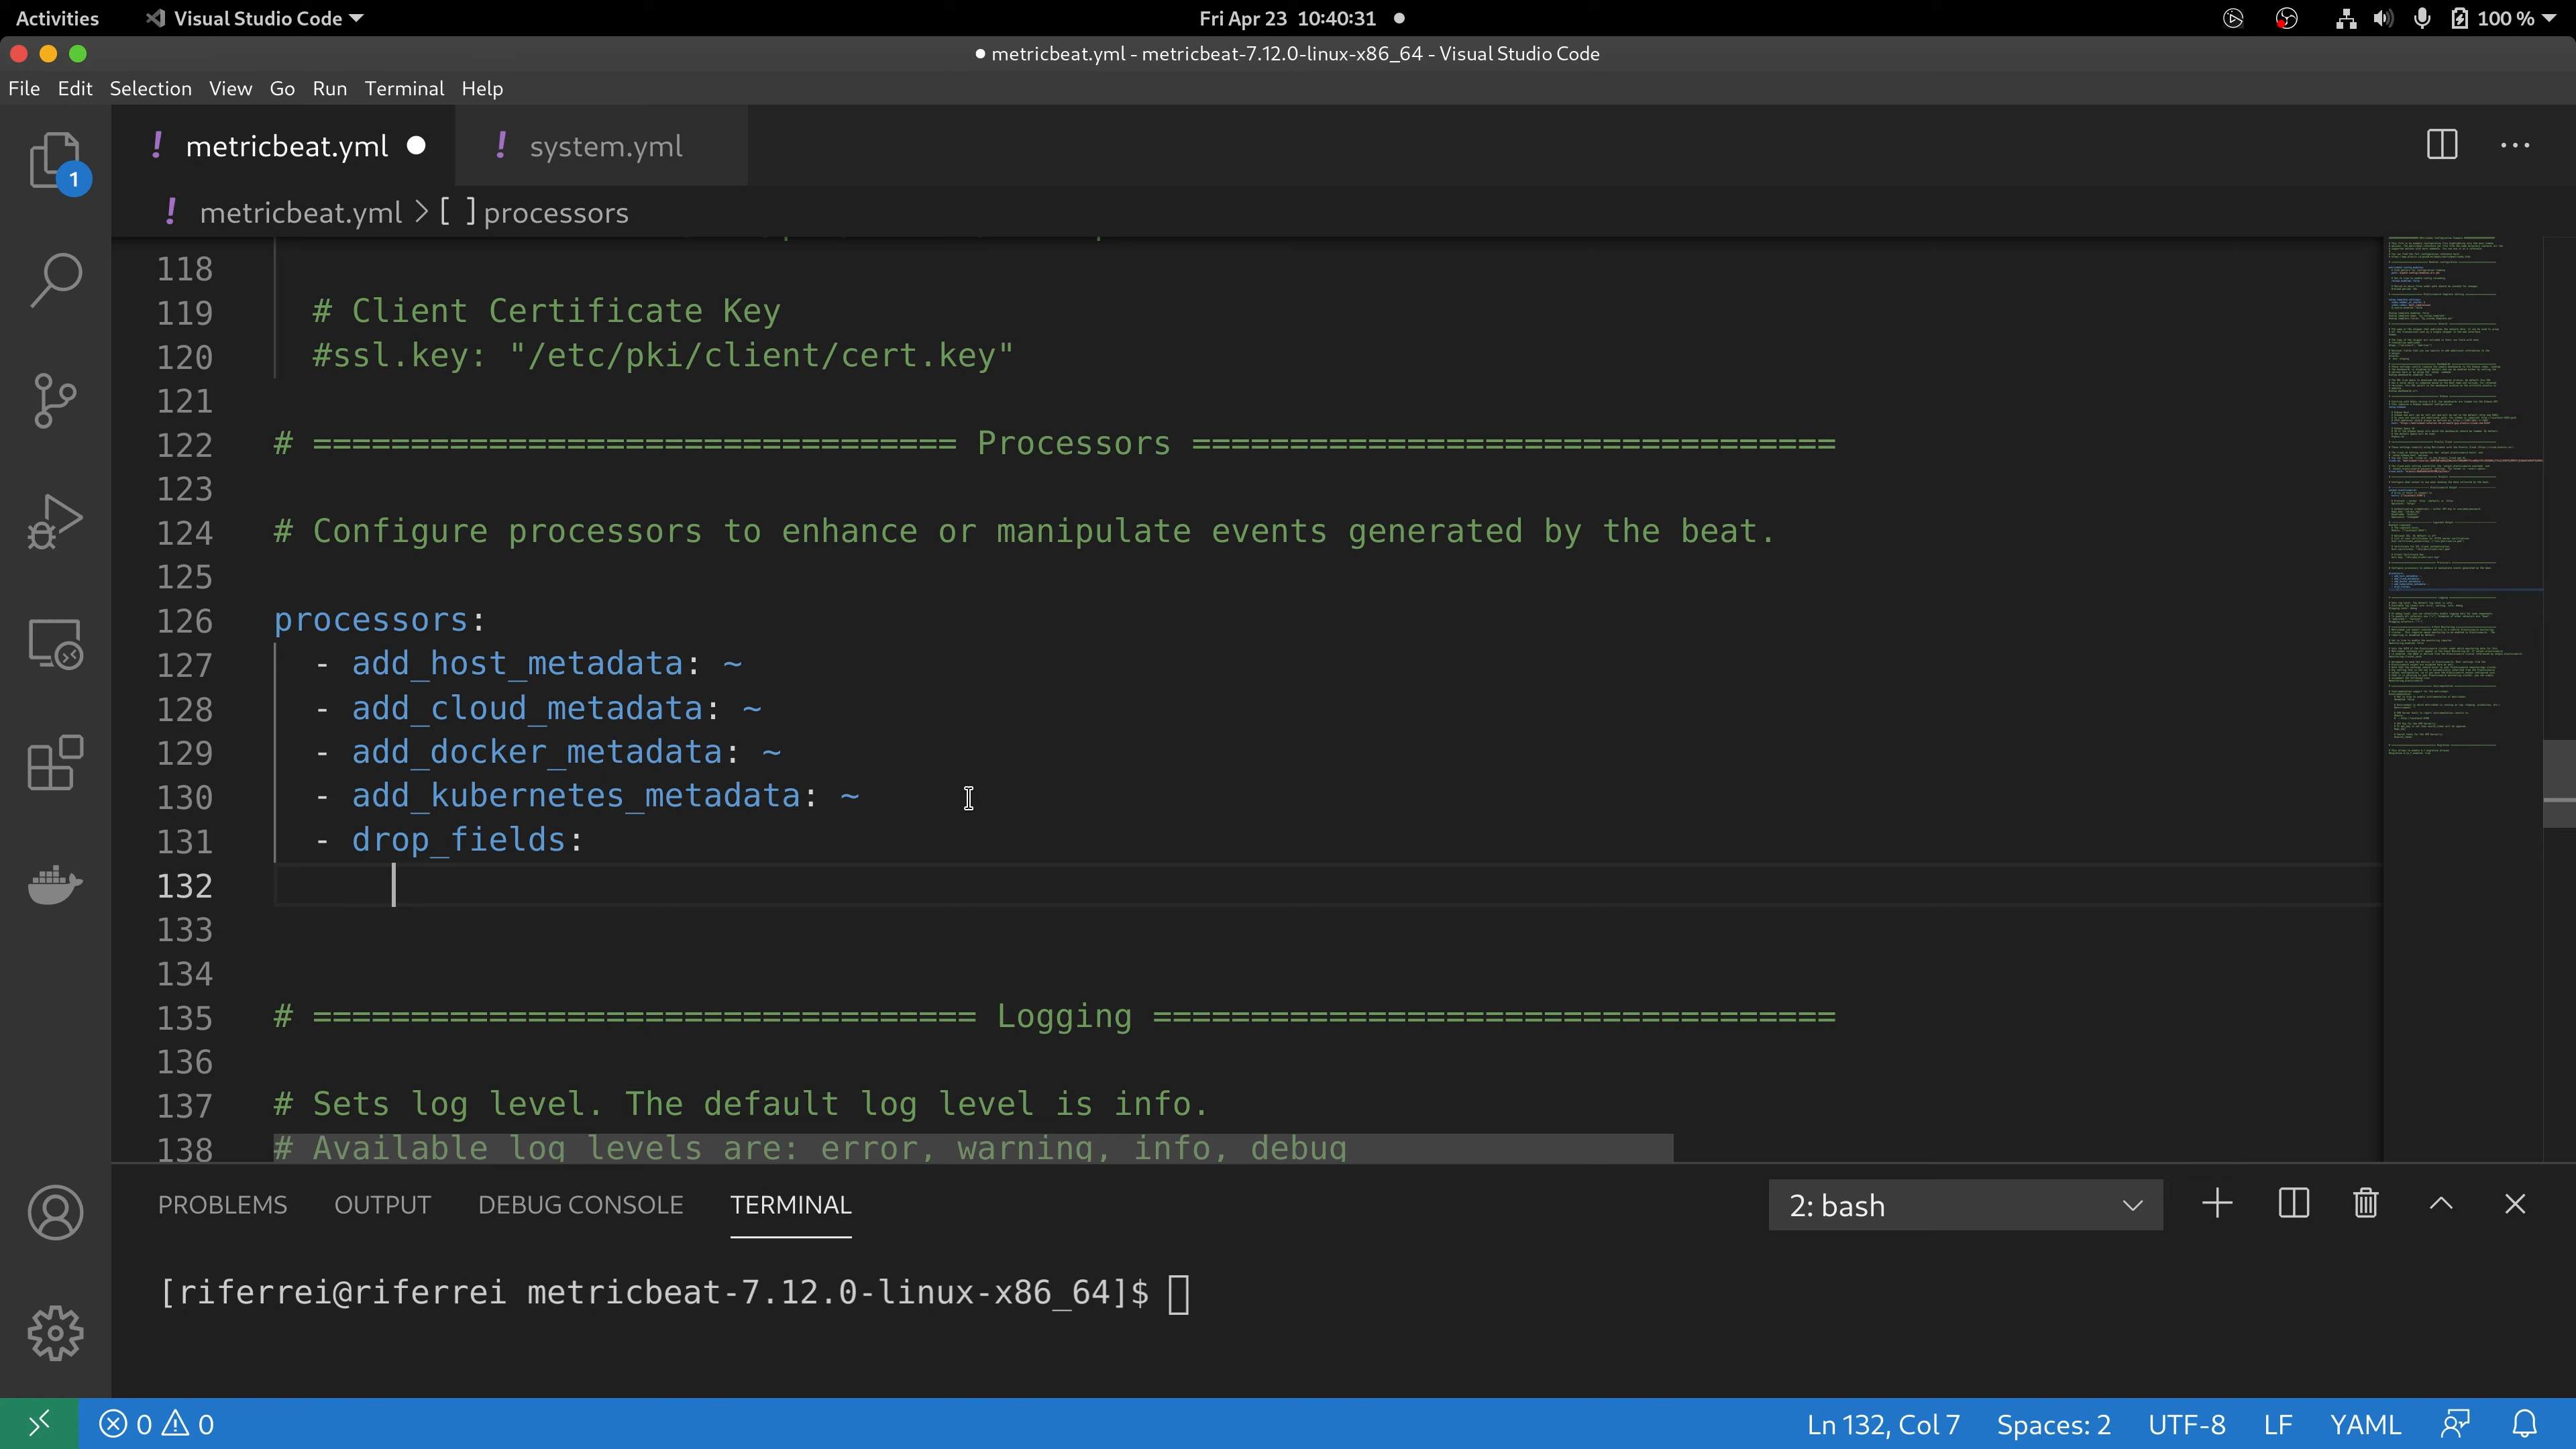 Activities Visual Studio Code Fri Apr 23 10:40:31 100 %
metricbeat.yml - metricbeat-7.12.0-linux-x86_64 - Visual Studio Code
File Edit Selection View Go Run Terminal Help
! metricbeat.yml ! system.yml
1
! metricbeat.yml > [ ] processors
118
119 # Client Certificate Key
120 #ssl.key: "/etc/pki/client/cert.key"
121
122 # ================================= Processors =================================
123
124 # Configure processors to enhance or manipulate events generated by the beat.
125
126 processors:
127 - add_host_metadata: ~
128 - add_cloud_metadata: ~
129 - add_docker_metadata: ~
130 - add_kubernetes_metadata: ~
131 - drop_fields:
132
133
134
135 # ================================== Logging ===================================
136
137 # Sets log level. The default log level is info.
138 # Available log levels are: error, warning, info, debug
PROBLEMS OUTPUT DEBUG CONSOLE TERMINAL 2: bash
[riferrei@riferrei metricbeat-7.12.0-linux-x86_64]$
0 0 Ln 132, Col 7 Spaces: 2 UTF-8 LF YAML